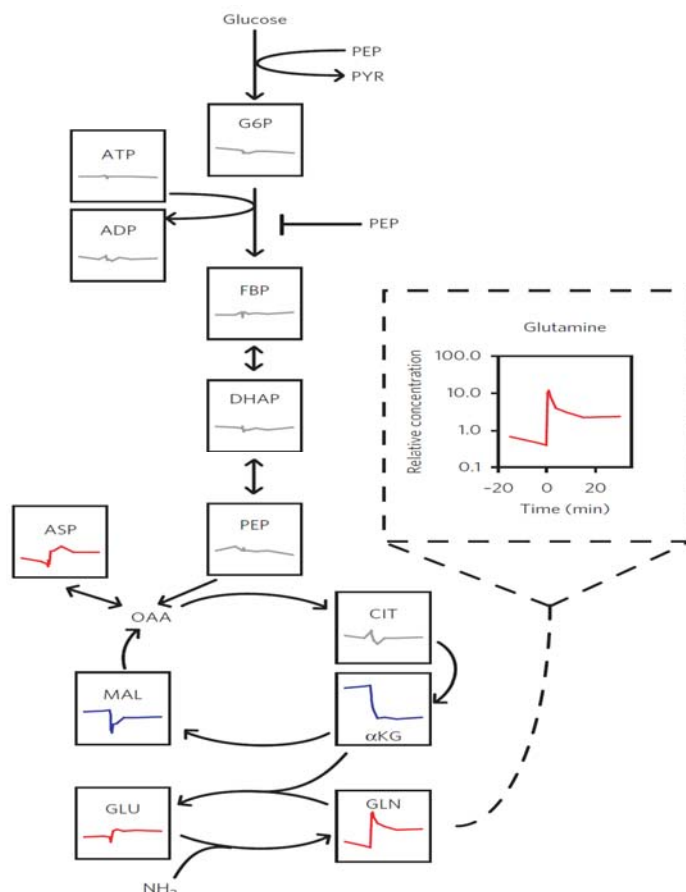 Glucose
PEP
PYR
G6P
ATP
ADP
PEP
FBP
DHAP
PEP
ASP
OAA
CIT
MAL
αKG
GLU
GLN
NH₃
Glutamine
Relative concentration
100.0
10.0
1.0
0.1
−20 0 20
Time (min)